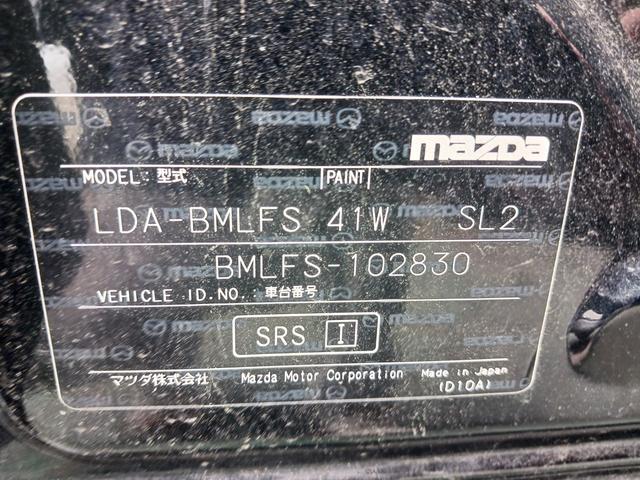 mazda
MODEL: 型式 PAINT
LDA-BMLFS 41W SL2
BMLFS-102830
VEHICLE ID.NO.: 車台番号
SRS I
マツダ株式会社 Mazda Motor Corporation Made in Japan
(D10A)